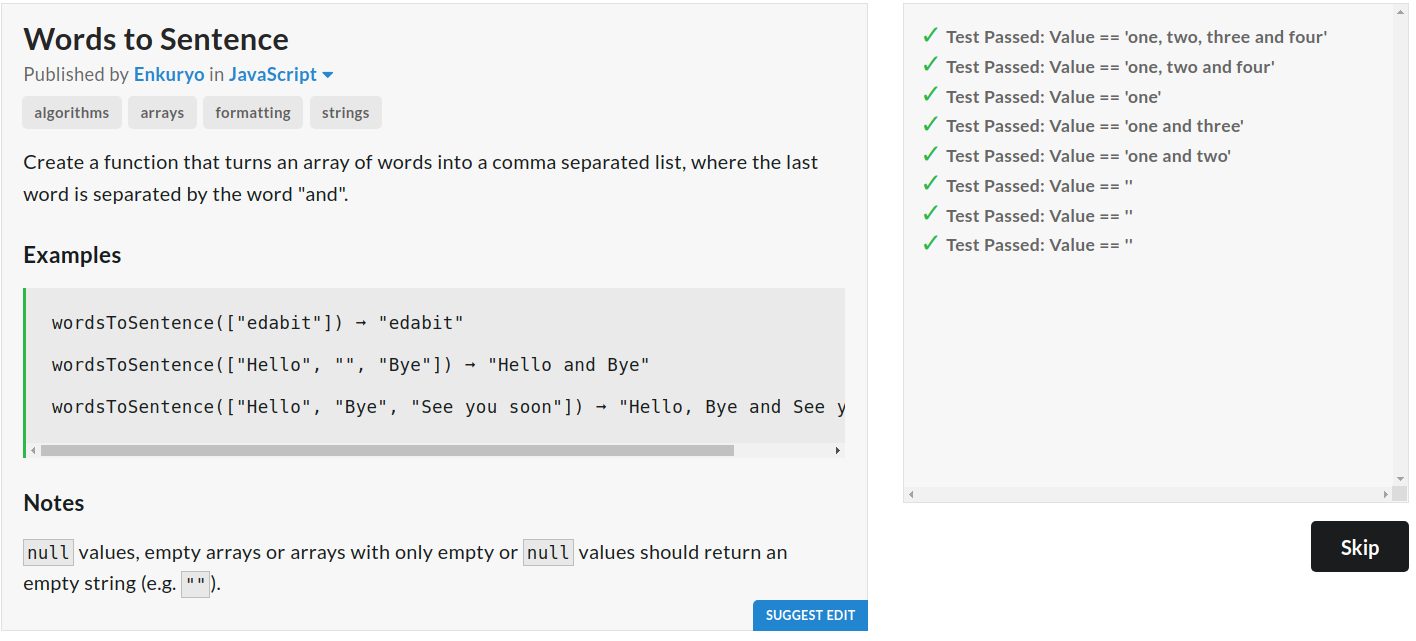 Words to Sentence
Published by Enkuryo in JavaScript
algorithms arrays formatting strings
Create a function that turns an array of words into a comma separated list, where the last
word is separated by the word "and".
Examples
wordsToSentence(["edabit"]) → "edabit"
wordsToSentence(["Hello", "", "Bye"]) → "Hello and Bye"
wordsToSentence(["Hello", "Bye", "See you soon"]) → "Hello, Bye and See y
Notes
null values, empty arrays or arrays with only empty or null values should return an
empty string (e.g. "").
SUGGEST EDIT
✓ Test Passed: Value == 'one, two, three and four'
✓ Test Passed: Value == 'one, two and four'
✓ Test Passed: Value == 'one'
✓ Test Passed: Value == 'one and three'
✓ Test Passed: Value == 'one and two'
✓ Test Passed: Value == ''
✓ Test Passed: Value == ''
✓ Test Passed: Value == ''
Skip